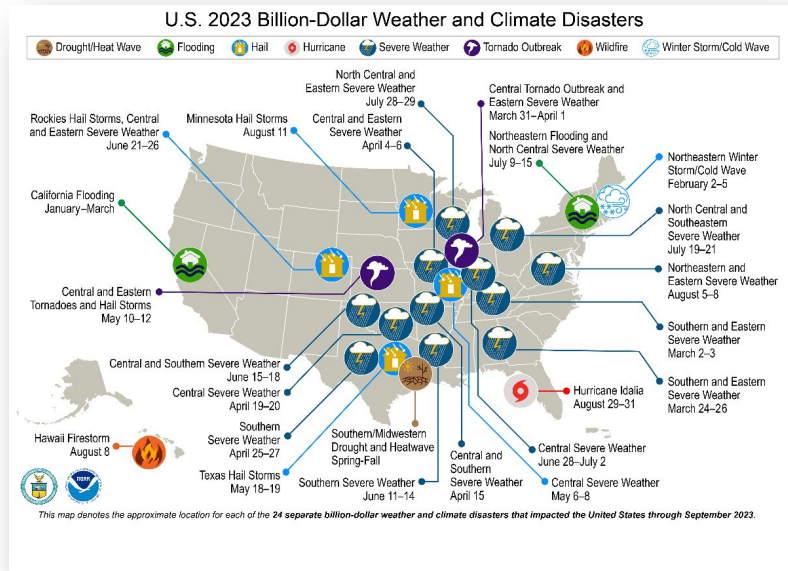 U.S. 2023 Billion-Dollar Weather and Climate Disasters
Drought/Heat Wave
Flooding
Hail
Hurricane
Severe Weather
Tornado Outbreak
Wildfire
Winter Storm/Cold Wave
North Central and
Eastern Severe Weather
July 28–29
Central Tornado Outbreak and
Eastern Severe Weather
March 31–April 1
Rockies Hail Storms, Central
and Eastern Severe Weather
June 21–26
Minnesota Hail Storms
August 11
Central and Eastern
Severe Weather
April 4–6
Northeastern Flooding and
North Central Severe Weather
July 9–15
Northeastern Winter
Storm/Cold Wave
February 2–5
California Flooding
January–March
North Central and
Southeastern
Severe Weather
July 19–21
Northeastern and
Eastern Severe Weather
August 5–8
Central and Eastern
Tornadoes and Hail Storms
May 10–12
Southern and Eastern
Severe Weather
March 2–3
Central and Southern Severe Weather
June 15–18
Central Severe Weather
April 19–20
Southern and Eastern
Severe Weather
March 24–26
Hurricane Idalia
August 29–31
Southern
Severe Weather
April 25–27
Hawaii Firestorm
August 8
Southern/Midwestern
Drought and Heatwave
Spring-Fall
Texas Hail Storms
May 18–19
Southern Severe Weather
June 11–14
Central and
Southern
Severe Weather
April 15
Central Severe Weather
June 28–July 2
Central Severe Weather
May 6–8
NOAA
This map denotes the approximate location for each of the 24 separate billion-dollar weather and climate disasters that impacted the United States through September 2023.